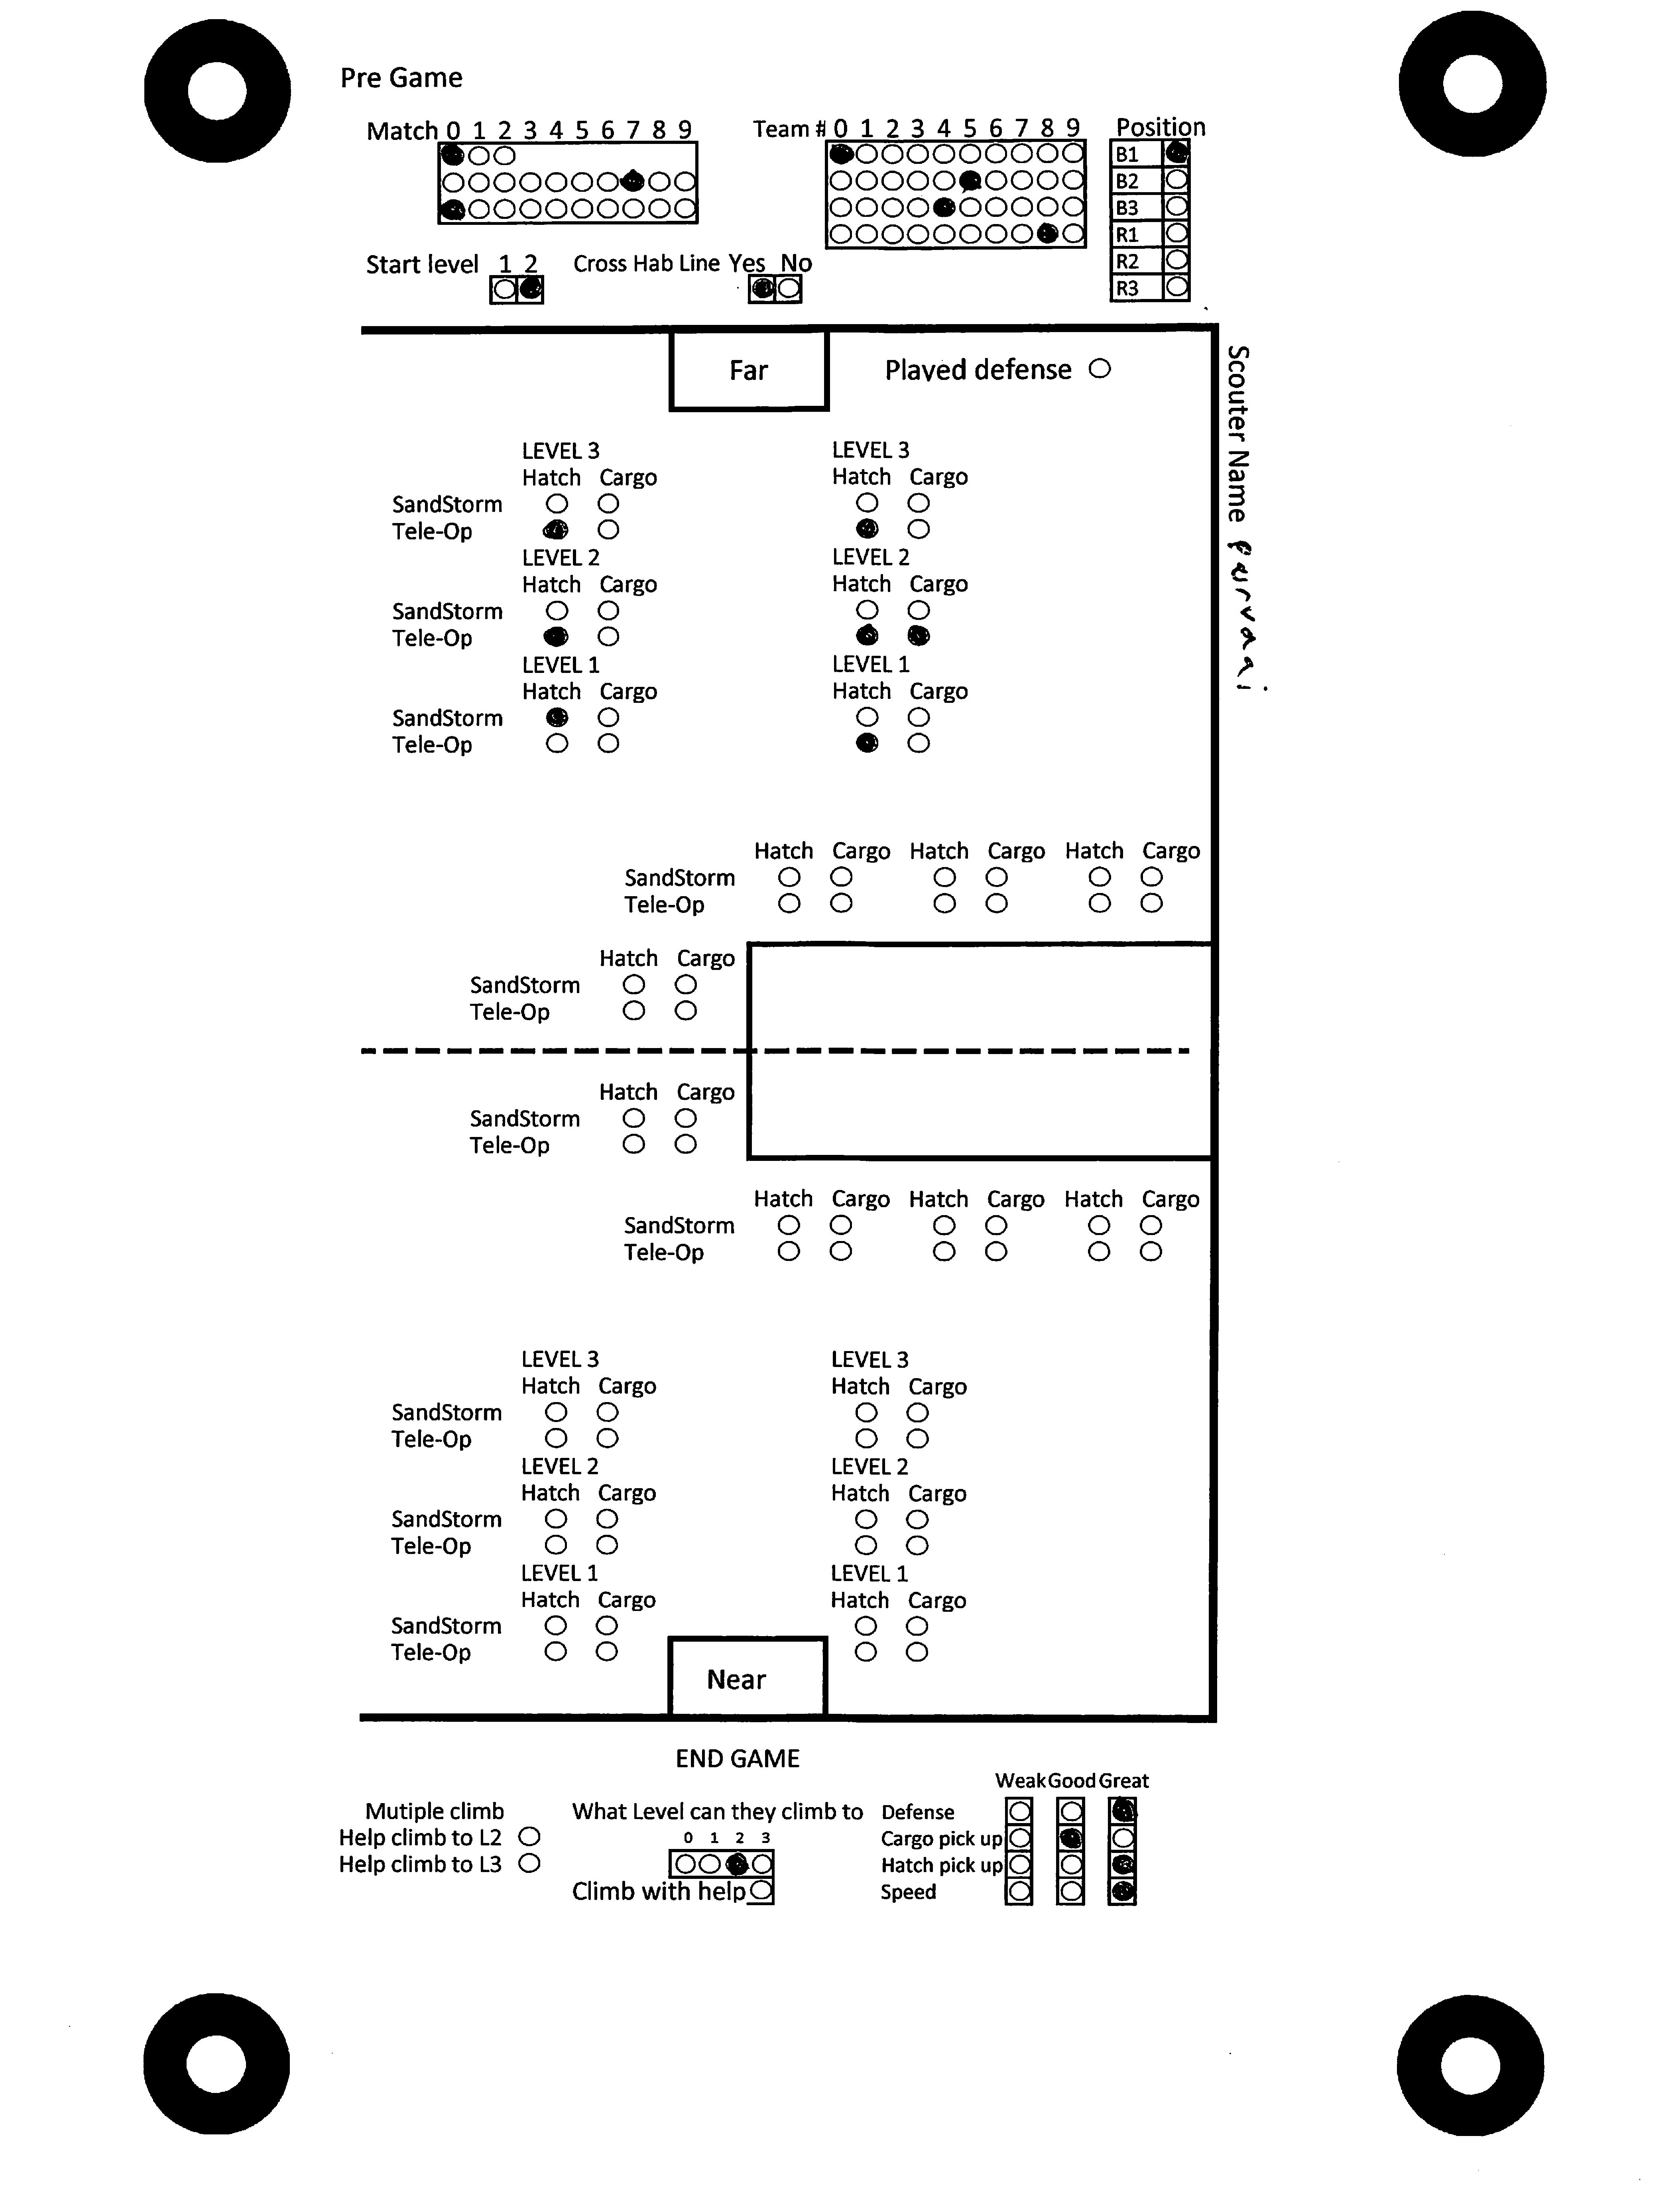 Pre Game
Match 0 1 2 3 4 5 6 7 8 9
Team # 0 1 2 3 4 5 6 7 8 9
Position
B1
B2
B3
R1
R2
R3
Start level 1 2
Cross Hab Line Yes No
Far
Plaved defense
Scouter Name
LEVEL 3 LEVEL 3
Hatch Cargo Hatch Cargo
SandStorm
Tele-Op
LEVEL 2 LEVEL 2
Hatch Cargo Hatch Cargo
SandStorm
Tele-Op
LEVEL 1 LEVEL 1
Hatch Cargo Hatch Cargo
SandStorm
Tele-Op
Hatch Cargo Hatch Cargo Hatch Cargo
SandStorm
Tele-Op
Hatch Cargo
SandStorm
Tele-Op
Hatch Cargo
SandStorm
Tele-Op
Hatch Cargo Hatch Cargo Hatch Cargo
SandStorm
Tele-Op
LEVEL 3 LEVEL 3
Hatch Cargo Hatch Cargo
SandStorm
Tele-Op
LEVEL 2 LEVEL 2
Hatch Cargo Hatch Cargo
SandStorm
Tele-Op
LEVEL 1 LEVEL 1
Hatch Cargo Hatch Cargo
SandStorm
Tele-Op
Near
END GAME
Mutiple climb
Help climb to L2
Help climb to L3
What Level can they climb to
0 1 2 3
Climb with help
Weak Good Great
Defense
Cargo pick up
Hatch pick up
Speed